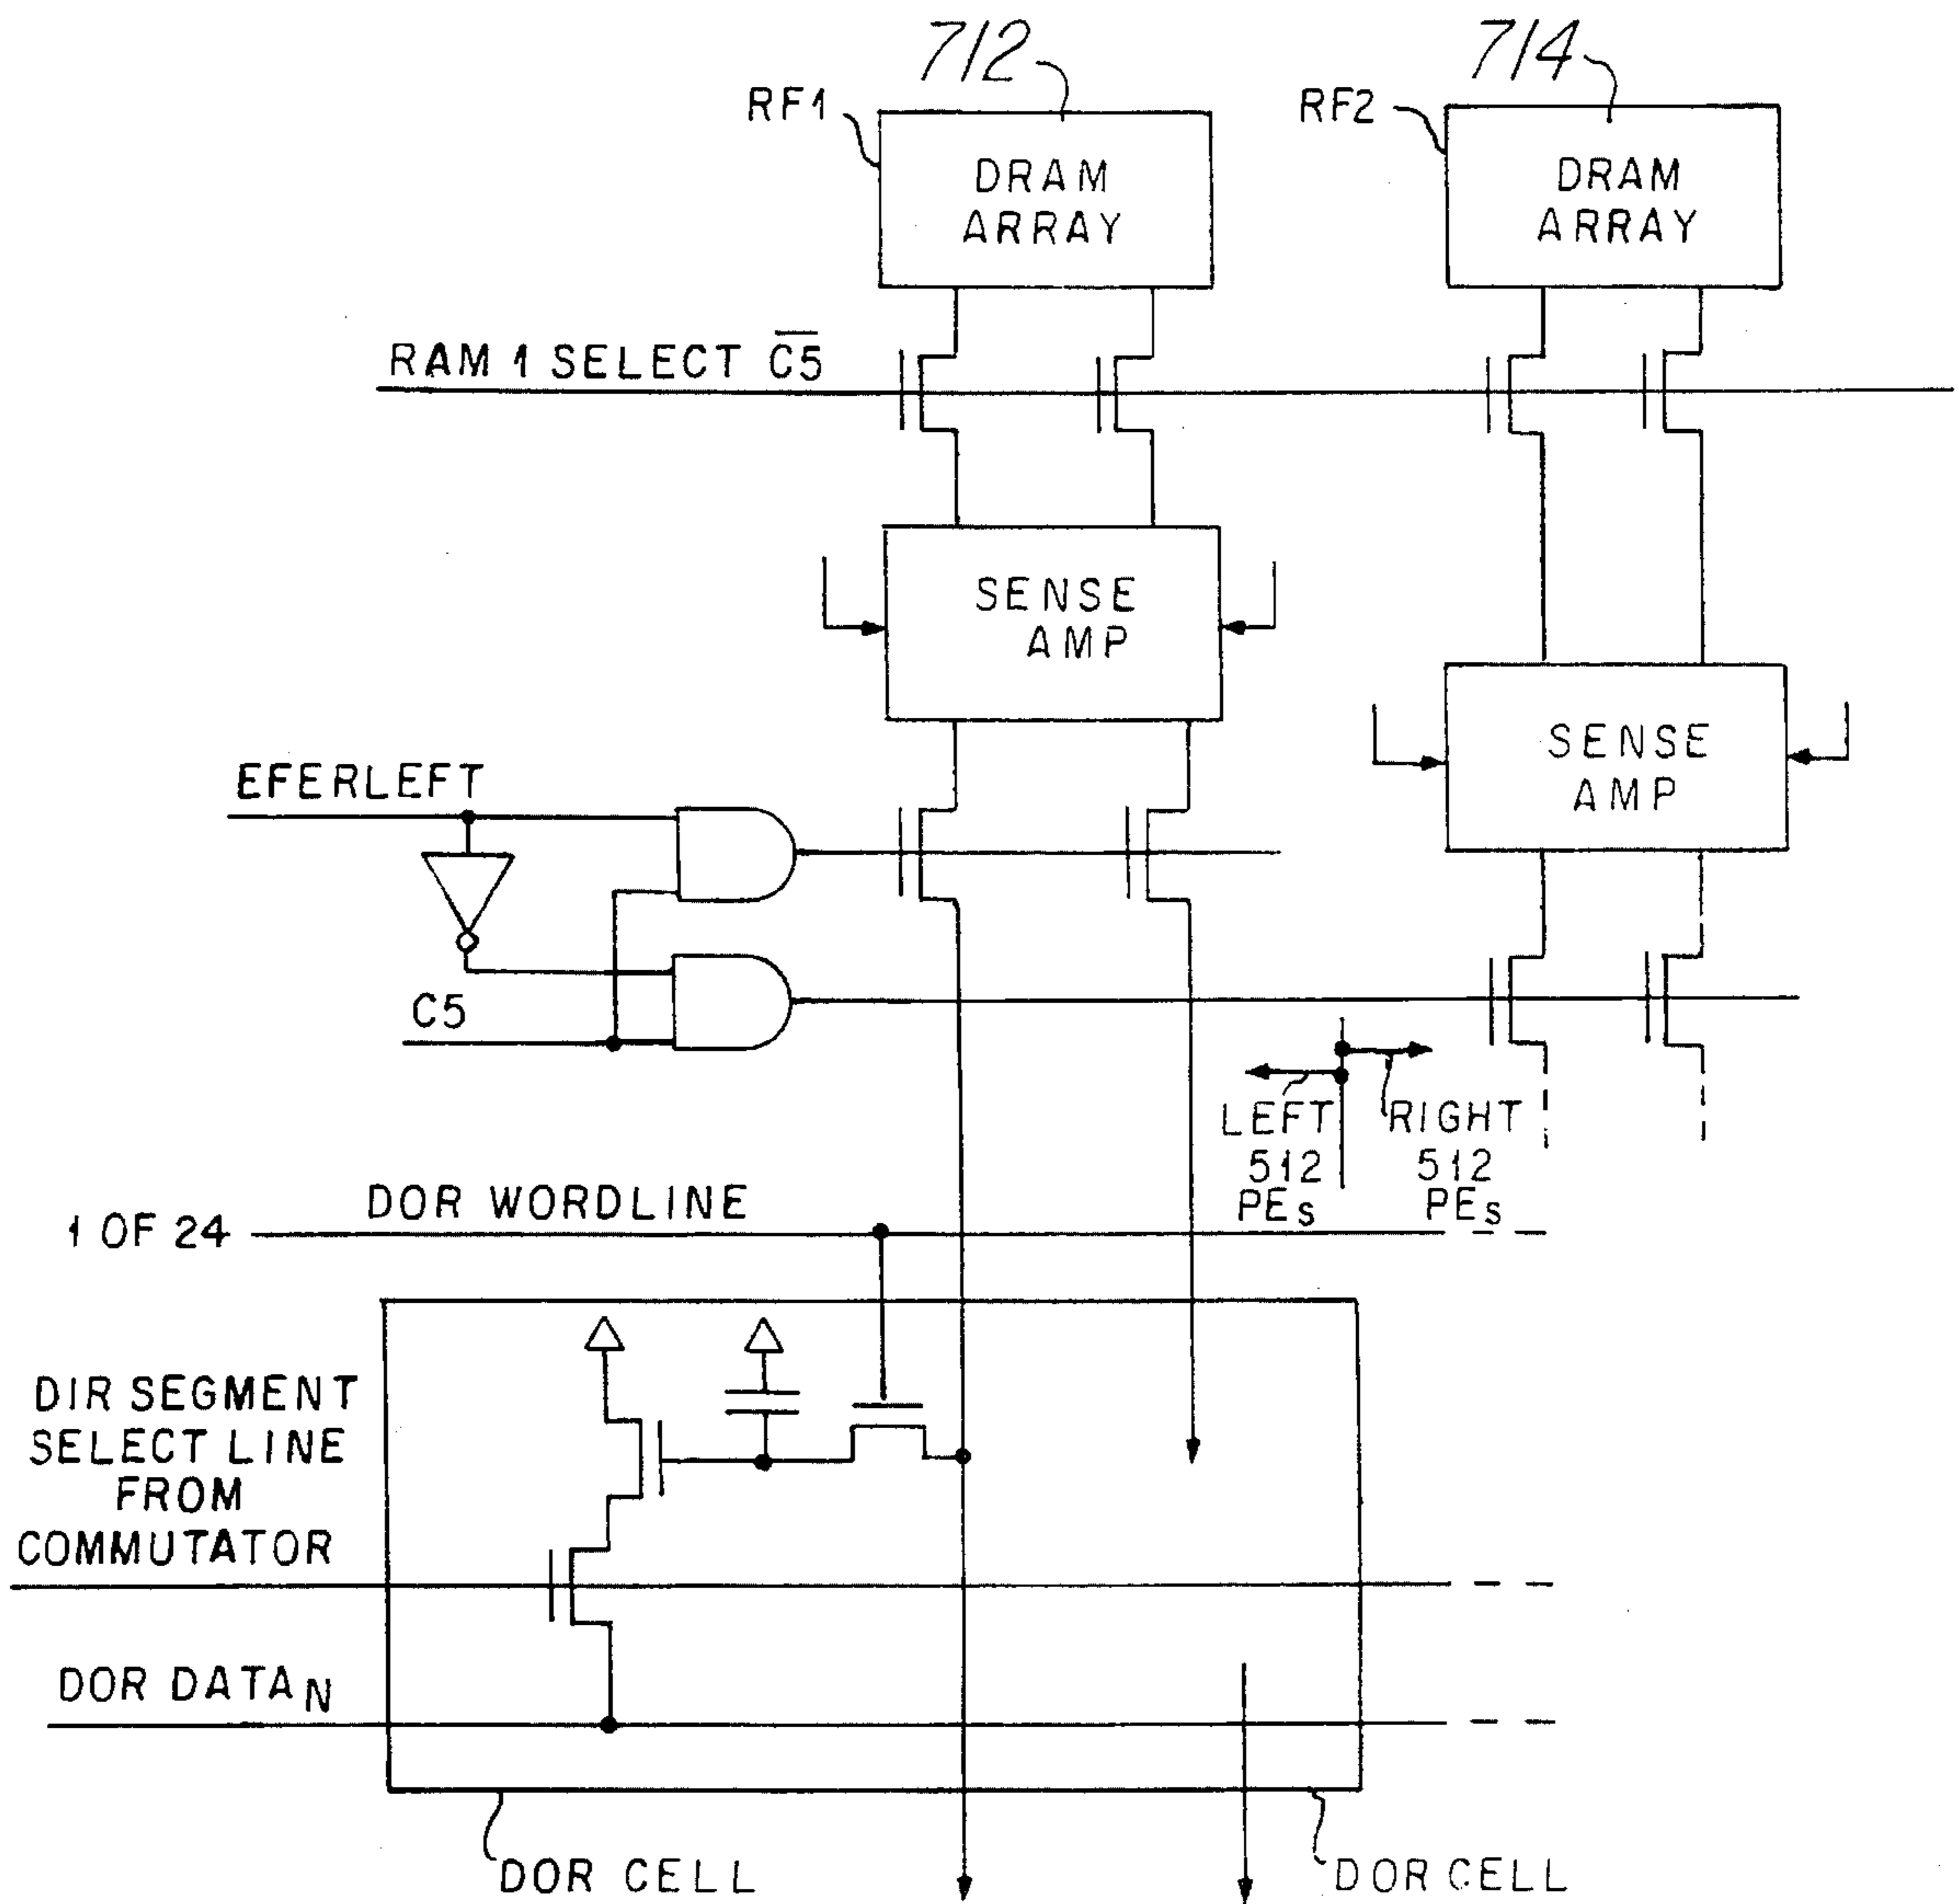 712
714
RF1
RF2
DRAM
ARRAY
DRAM
ARRAY
RAM 1 SELECT C̅5̅
SENSE
AMP
SENSE
AMP
EFERLEFT
C5
LEFT
512
PEs
RIGHT
512
PEs
DOR WORDLINE
1 OF 24
DIR SEGMENT
SELECT LINE
FROM
COMMUTATOR
DOR DATAN
DOR CELL
DOR CELL